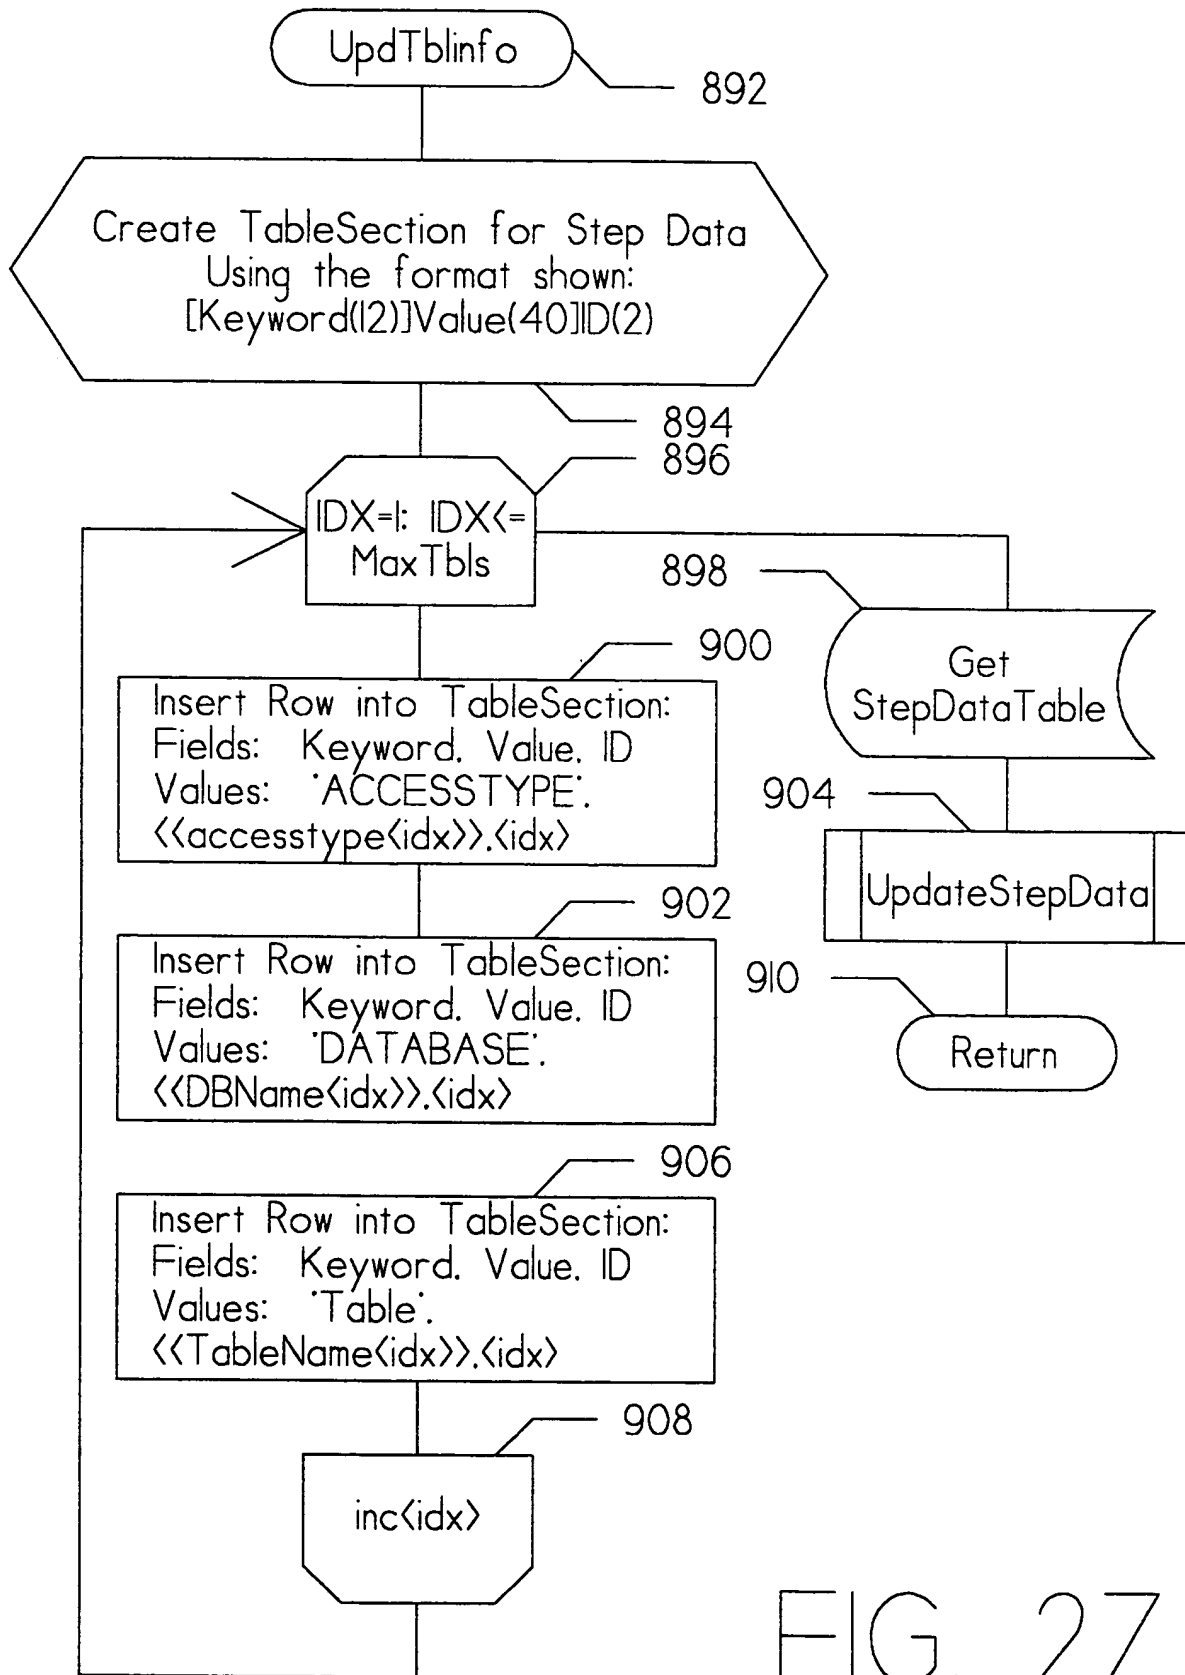 UpdTblinfo
892
Create TableSection for Step Data
Using the format shown:
[Keyword(12)]Value(40]ID(2)
894
896
IDX=1: IDX<=
MaxTbls
898
Get
StepDataTable
900
Insert Row into TableSection:
Fields: Keyword, Value, ID
Values: 'ACCESSTYPE',
<<accesstype<idx>>,<idx>
904
UpdateStepData
902
Insert Row into TableSection:
Fields: Keyword, Value, ID
Values: 'DATABASE',
<<DBName<idx>>,<idx>
910
Return
906
Insert Row into TableSection:
Fields: Keyword, Value, ID
Values: 'Table',
<<TableName<idx>>,<idx>
908
inc<idx>
FIG. 27